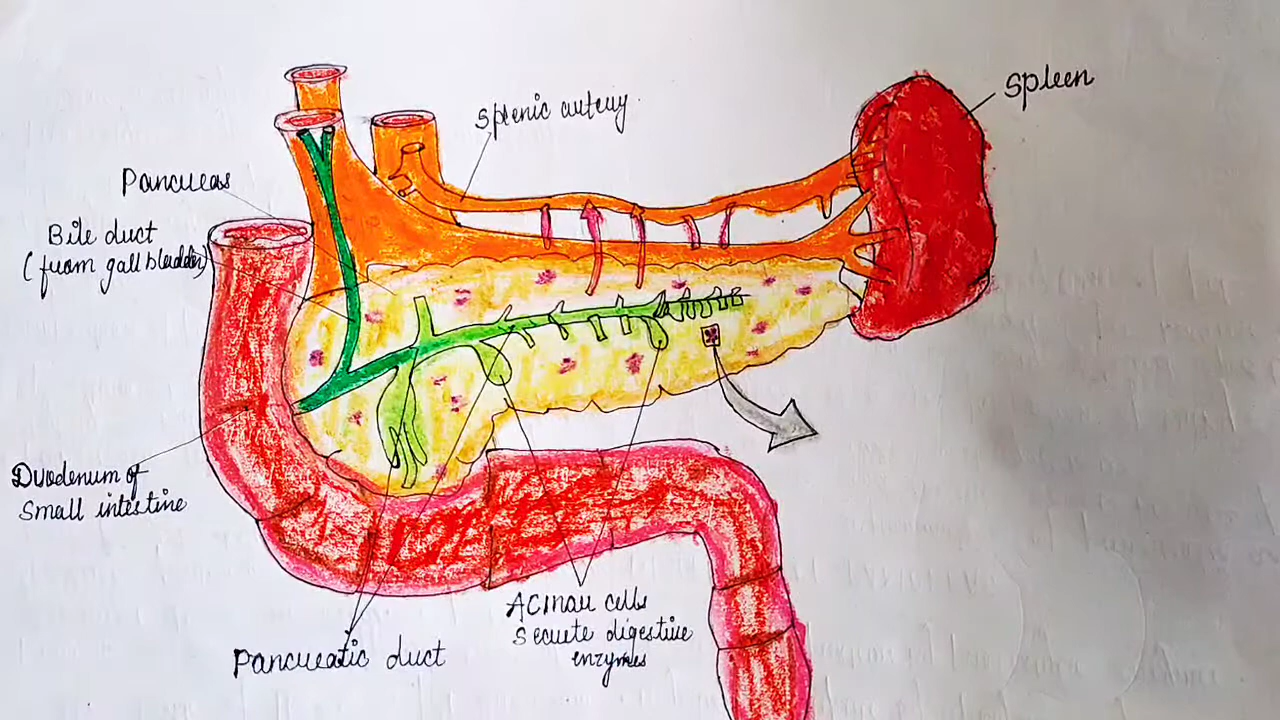 Spleen
Splenic artery
Pancreas
Bile duct
(from gall bladder)
Duodenum of
Small intestine
Acinar cells
Secrete digestive
enzymes
Pancreatic duct